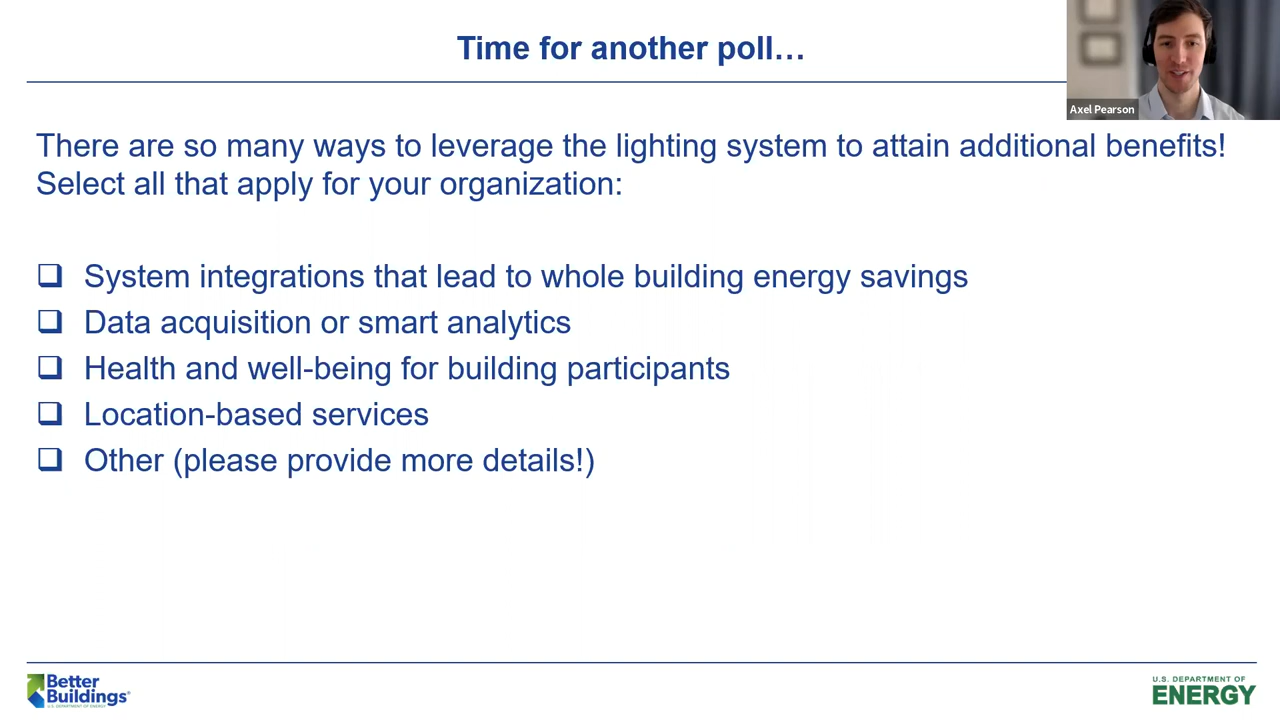 Time for another poll…
Axel Pearson
There are so many ways to leverage the lighting system to attain additional benefits!
Select all that apply for your organization:
❑ System integrations that lead to whole building energy savings
❑ Data acquisition or smart analytics
❑ Health and well-being for building participants
❑ Location-based services
❑ Other (please provide more details!)
Better
Buildings®
U.S. DEPARTMENT OF ENERGY
U.S. DEPARTMENT OF
ENERGY